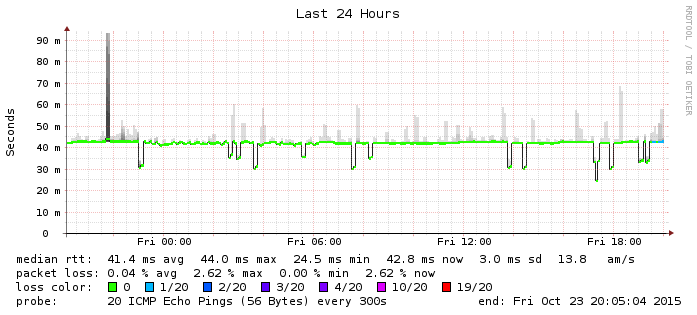 Last 24 Hours
RRDTOOL / TOBI OETIKER
Seconds
90 m
80 m
70 m
60 m
50 m
40 m
30 m
20 m
10 m
0
Fri 00:00 Fri 06:00 Fri 12:00 Fri 18:00
median rtt: 41.4 ms avg 44.0 ms max 24.5 ms min 42.8 ms now 3.0 ms sd 13.8 am/s
packet loss: 0.04 % avg 2.62 % max 0.00 % min 2.62 % now
loss color: 0 1/20 2/20 3/20 4/20 10/20 19/20
probe: 20 ICMP Echo Pings (56 Bytes) every 300s end: Fri Oct 23 20:05:04 2015